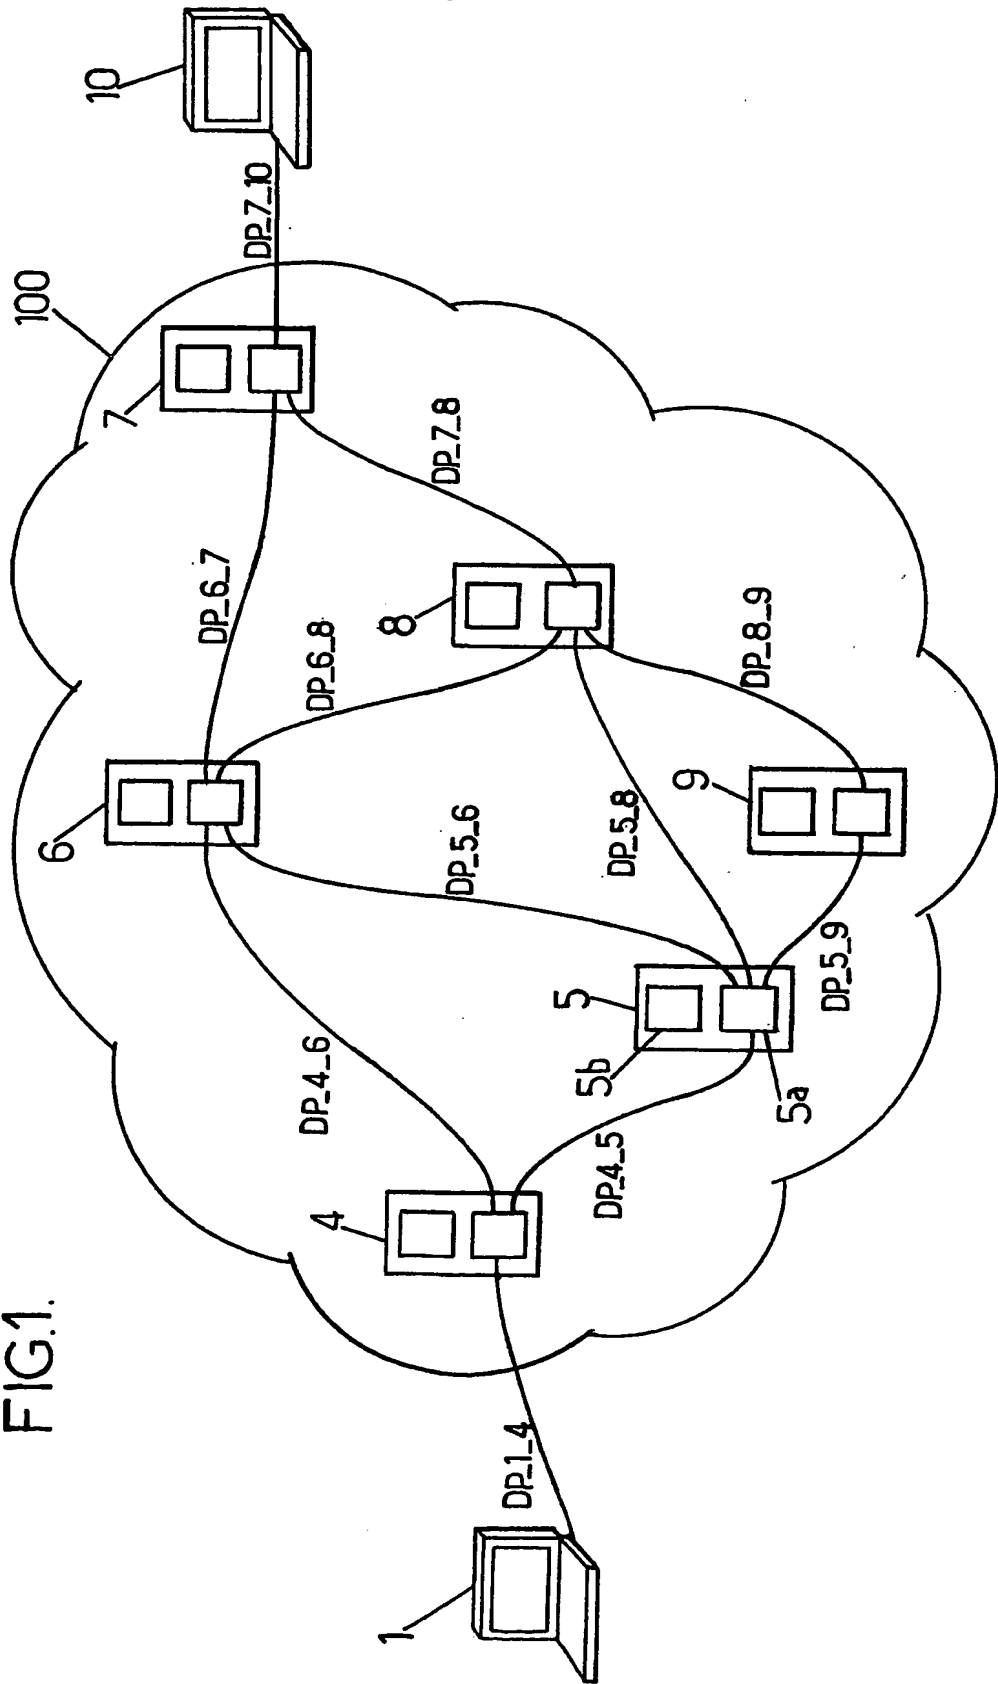 FIG.1.
100
10
DP_7_10
7
DP_6_7
DP_7_8
6
8
DP_6_8
DP_4_6
DP_5_6
DP_5_8
DP_8_9
9
4
5
5b
5a
DP_5_9
DP_4_5
DP_1_4
1